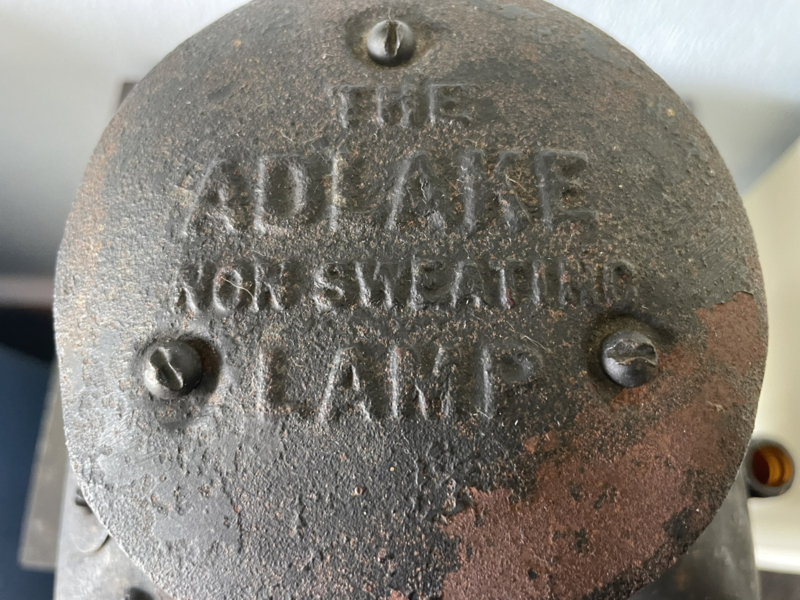 THE
ADLAKE
NON SWEATING
LAMP